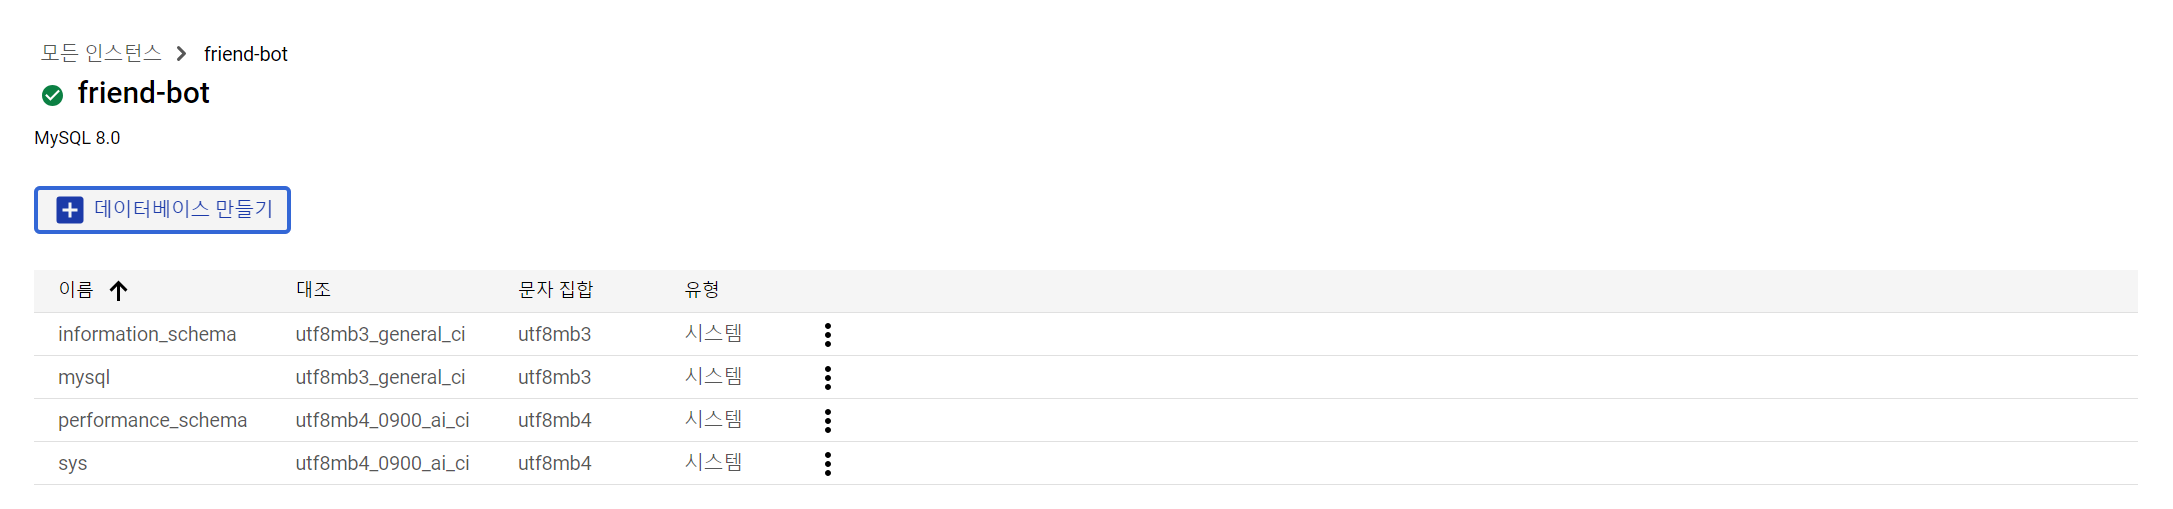 모든 인스턴스 friend-bot
friend-bot
MySQL 8.0
데이터베이스 만들기
이름 대조 문자 집합 유형
information_schema utf8mb3_general_ci utf8mb3 시스템
mysql utf8mb3_general_ci utf8mb3 시스템
performance_schema utf8mb4_0900_ai_ci utf8mb4 시스템
sys utf8mb4_0900_ai_ci utf8mb4 시스템